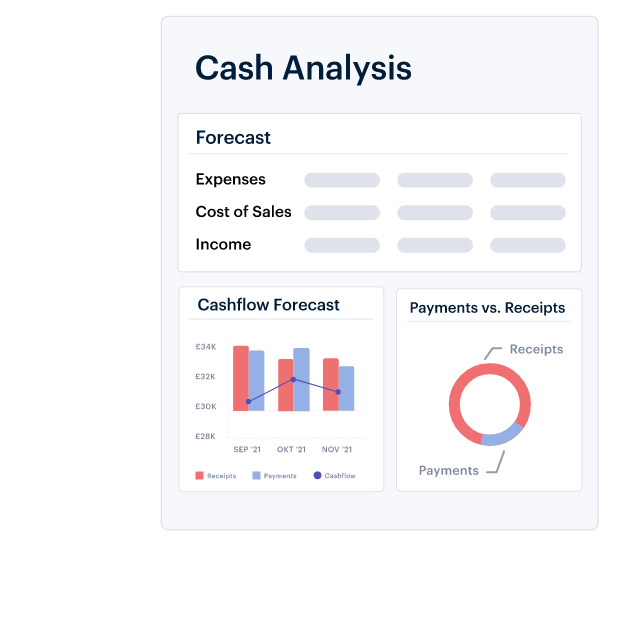 Cash Analysis
Forecast
Expenses
Cost of Sales
Income
Cashflow Forecast
£34K
£32K
£30K
£28K
SEP '21 OKT '21 NOV '21
Receipts Payments Cashflow
Payments vs. Receipts
Receipts
Payments